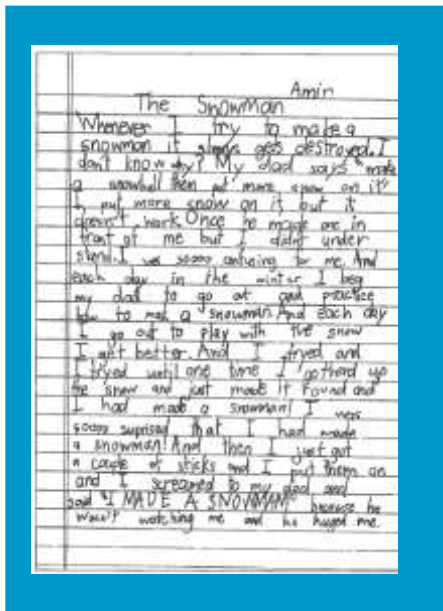 Amir
The Snowman
Whenever I try to make a
snowman it always gets destroyed. I
don't know why? My dad says "make
a snowball then put more snow on it"
I put more snow on it but it
doesn't work. Once he made one in
front of me but I didnt under
stand. I was soooo confusing for me. And
each day in the winter I beg
my dad to go out and practice
how to make a snowman. And each day
I go out to play with the snow
I get better. And I tryed and
I tryed until one time I up
the snow and just made it round and
I had made a snowman! I was
soooo suprised that I had made
a snowman! And then I just got
a couple of sticks and I put them on
and I screamed to my dad and
said "I MADE A SNOWMAN" because he
wasn't watching me and he hugged me.